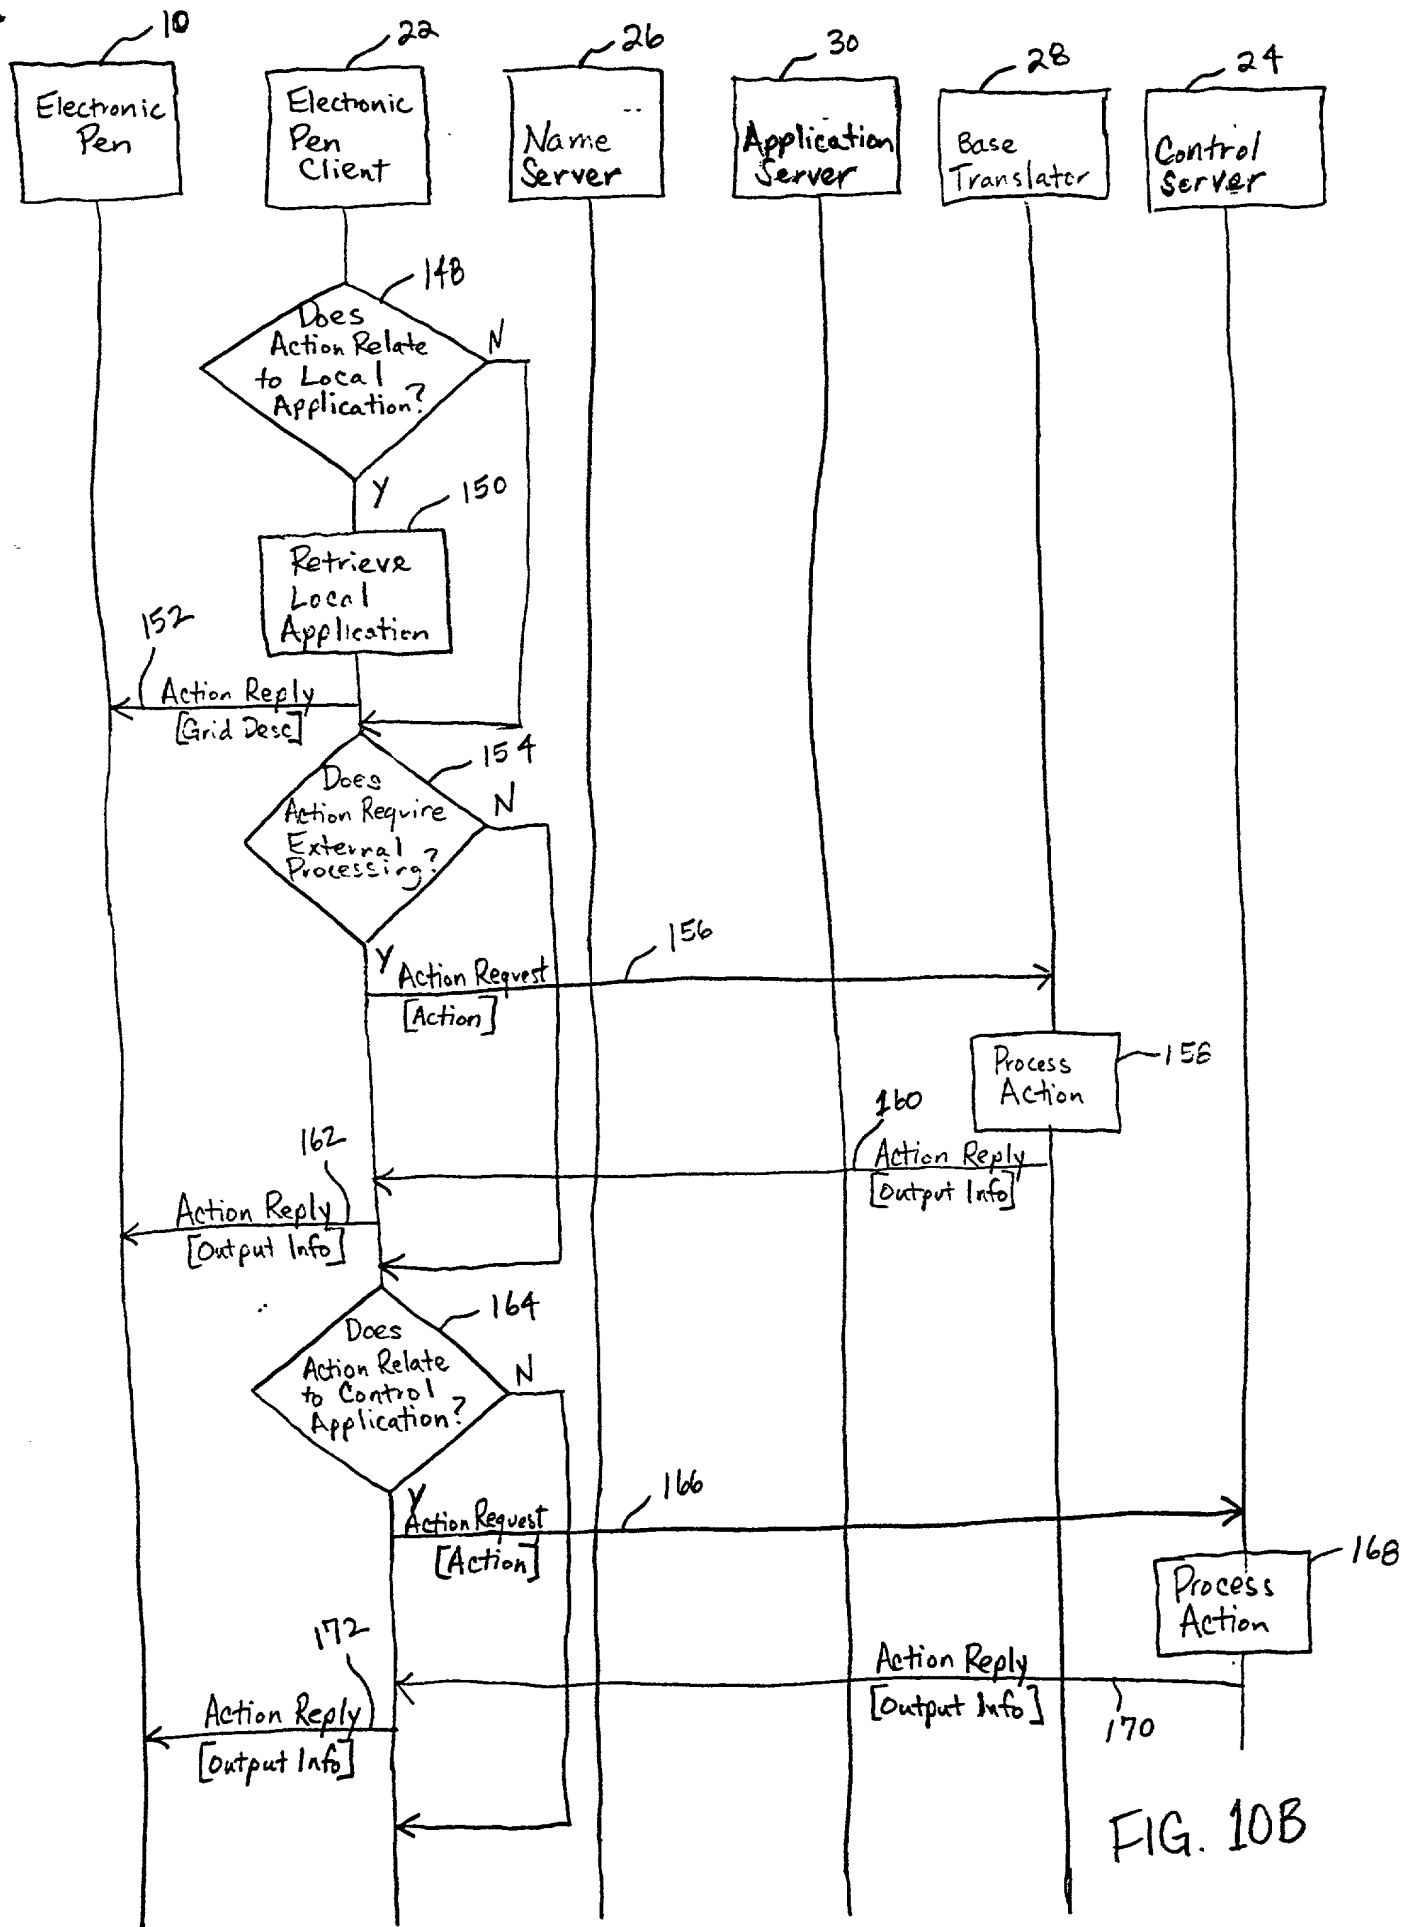 10
22
26
30
28
24
Electronic
Pen
Electronic
Pen
Client
Name
Server
Application
Server
Base
Translator
Control
Server
148
Does
Action Relate
to Local
Application?
N
Y
150
Retrieve
Local
Application
152
Action Reply
[Grid Desc]
154
Does
Action Require
External
Processing?
N
Y
Action Request
[Action]
156
Process
Action
158
160
Action Reply
[Output Info]
162
Action Reply
[Output Info]
164
Does
Action Relate
to Control
Application?
N
Y
Action Request
[Action]
166
Process
Action
168
Action Reply
[Output Info]
170
172
Action Reply
[Output Info]
FIG. 10B